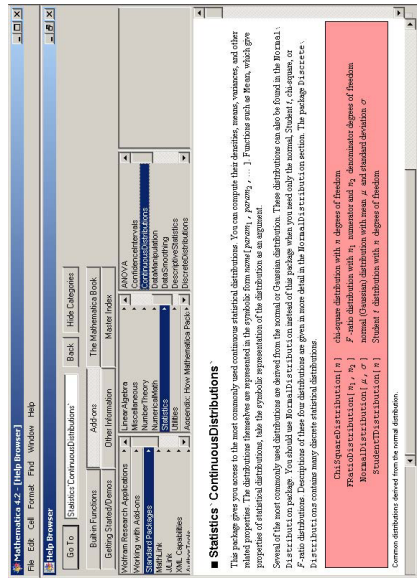 Mathematica 4.2 - [Help Browser]
File Edit Cell Format Find Window Help
Help Browser
Go To Statistics`ContinuousDistributions` Back Hide Categories
Built-in Functions Add-ons The Mathematica Book
Getting Started/Demos Other Information Master Index
Wolfram Research Applications
Working with Add-ons
Standard Packages
MathLink
JLink
XML Capabilities
AuthorTools
LinearAlgebra
Miscellaneous
NumberTheory
NumericalMath
Statistics
Utilities
Appendix: How Mathematica Pack
ANOVA
ConfidenceIntervals
ContinuousDistributions
DataManipulation
DataSmoothing
DescriptiveStatistics
DiscreteDistributions
■ Statistics`ContinuousDistributions`
This package gives you access to the most commonly used continuous statistical distributions. You can compute their densities, means, variances, and other
related properties. The distributions themselves are represented in the symbolic form name[param₁, param₂, ... ]. Functions such as Mean, which give
properties of statistical distributions, take the symbolic representation of the distribution as an argument.
Several of the most commonly used distributions are derived from the normal or Gaussian distribution. These distributions can also be found in the Normal\
Distribution package. You should use NormalDistribution instead of this package when you need only the normal, Student t, chi-square, or
F-ratio distributions. Descriptions of these four distributions are given in more detail in the NormalDistribution section. The package Discrete\
Distributions contains many discrete statistical distributions.
ChiSquareDistribution[n] chi-square distribution with n degrees of freedom
FRatioDistribution[n₁, n₂] F-ratio distribution with n₁ numerator and n₂ denominator degrees of freedom
NormalDistribution[μ, σ] normal (Gaussian) distribution with mean μ and standard deviation σ
StudentTDistribution[n] Student t distribution with n degrees of freedom
Common distributions derived from the normal distribution.